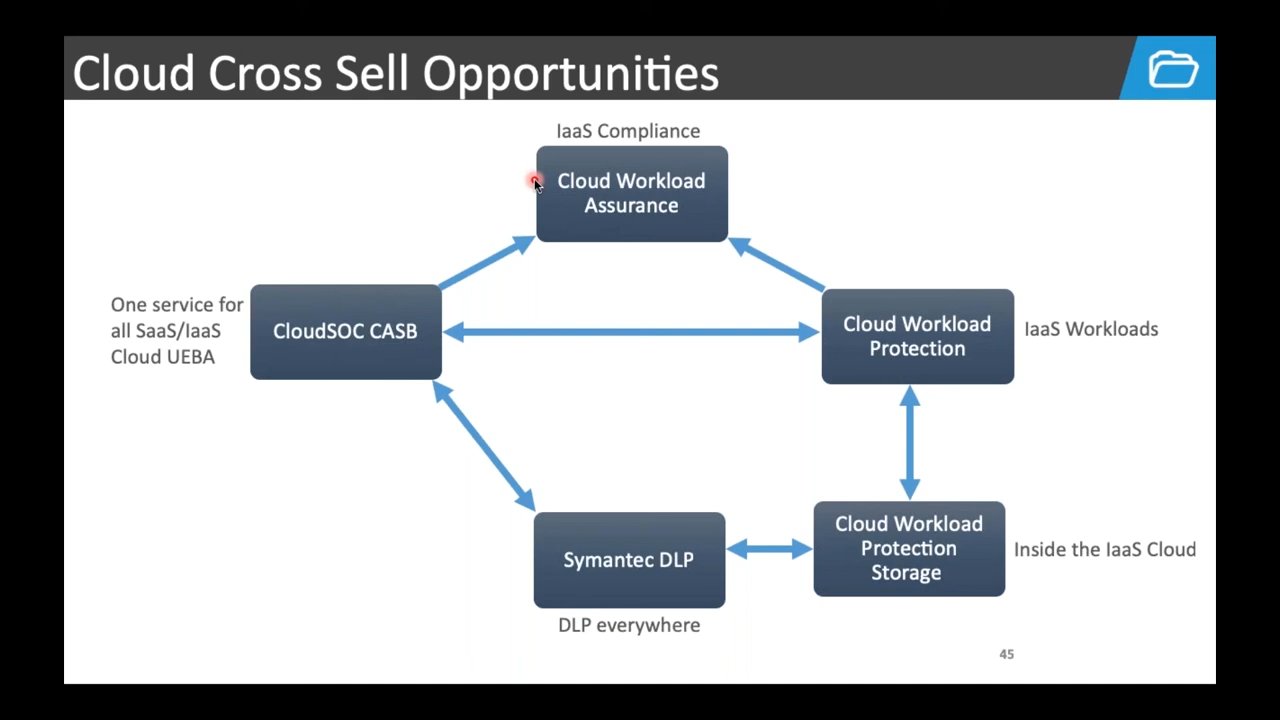 Cloud Cross Sell Opportunities
IaaS Compliance
Cloud Workload
Assurance
One service for
all SaaS/IaaS
Cloud UEBA
CloudSOC CASB
Cloud Workload
Protection
IaaS Workloads
Symantec DLP
DLP everywhere
Cloud Workload
Protection
Storage
Inside the IaaS Cloud
45